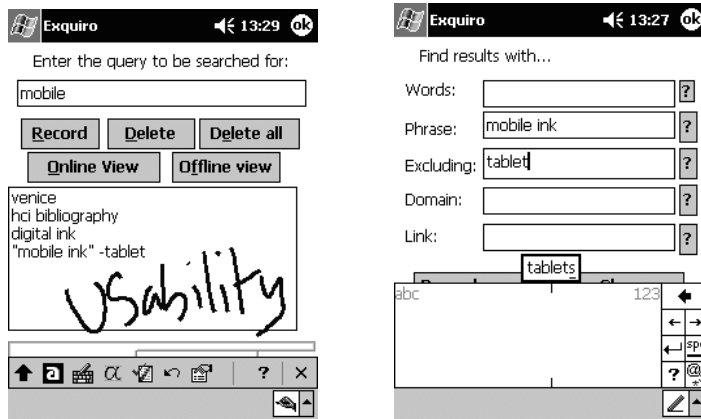 Exquiro 13:29 ok
Enter the query to be searched for:
mobile
Record Delete Delete all
Online View Offline view
venice
hci bibliography
digital ink
"mobile ink" -tablet
usability
a α ? ×
Exquiro 13:27 ok
Find results with...
Words: ?
Phrase: mobile ink ?
Excluding: tablet ?
Domain: ?
Link: ?
tablets
abc 123
?